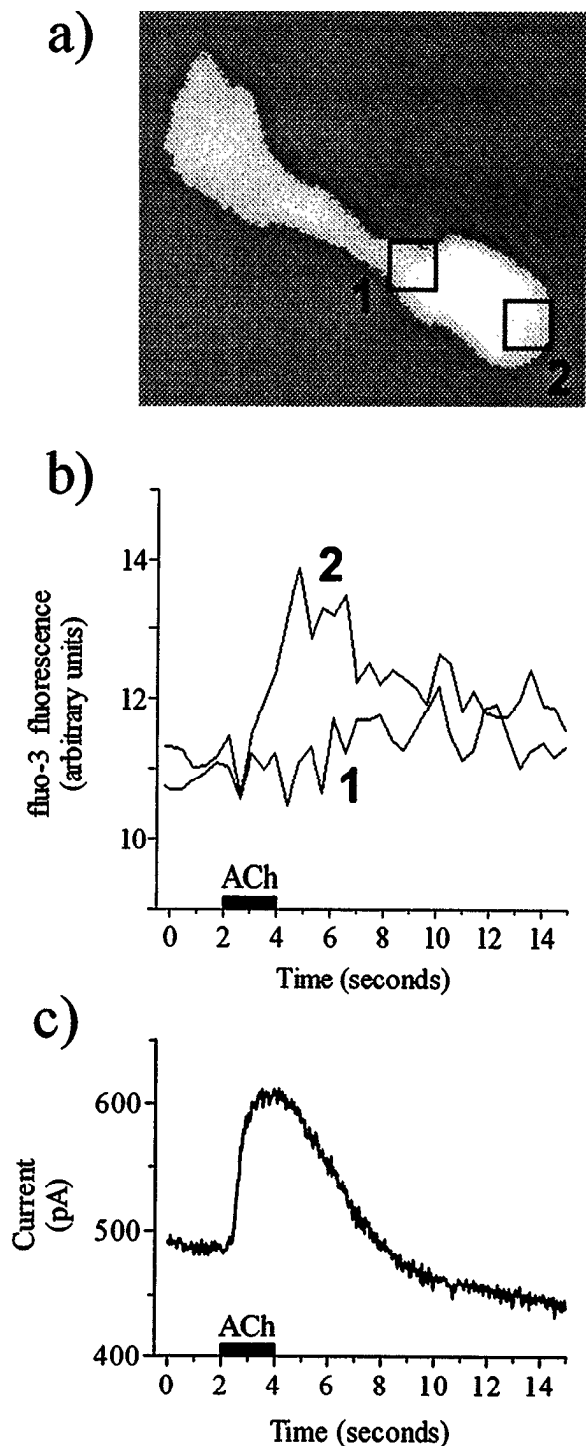 a)
1
2
b)
fluo-3 fluorescence
(arbitrary units)
14
12
10
2
1
ACh
0 2 4 6 8 10 12 14
Time (seconds)
c)
Current
(pA)
600
500
400
ACh
0 2 4 6 8 10 12 14
Time (seconds)